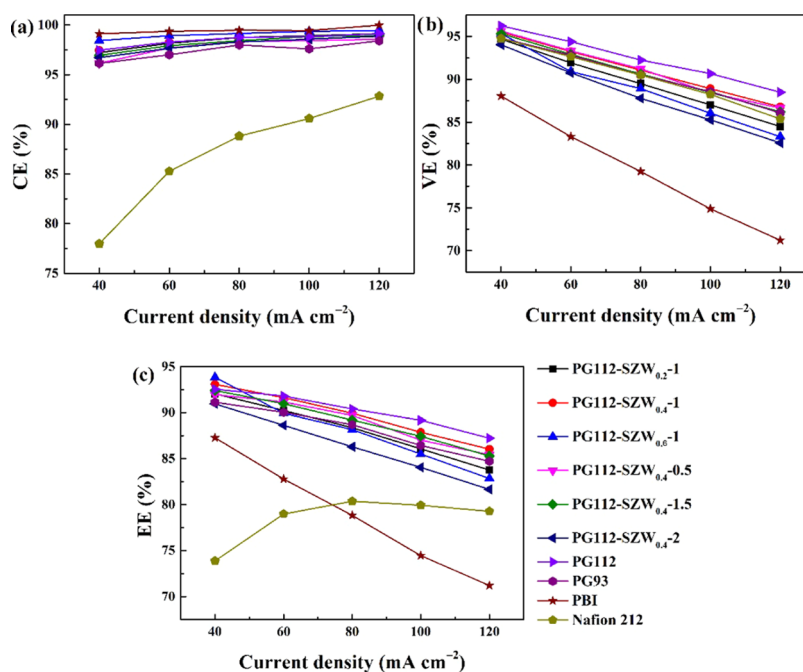 (a)
100
95
90
85
80
75
CE (%)
40 60 80 100 120
Current density (mA cm⁻²)
(b)
95
90
85
80
75
70
VE (%)
40 60 80 100 120
Current density (mA cm⁻²)
(c)
95
90
85
80
75
70
EE (%)
40 60 80 100 120
Current density (mA cm⁻²)
PG112-SZW₀.₂-1
PG112-SZW₀.₄-1
PG112-SZW₀.₆-1
PG112-SZW₀.₄-0.5
PG112-SZW₀.₄-1.5
PG112-SZW₀.₄-2
PG112
PG93
PBI
Nafion 212